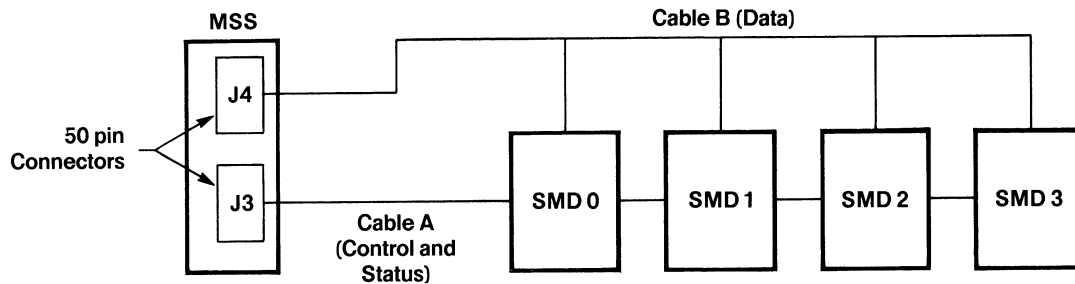 MSS
Cable B (Data)
J4
50 pin
Connectors
J3
Cable A
(Control and
Status)
SMD 0
SMD 1
SMD 2
SMD 3